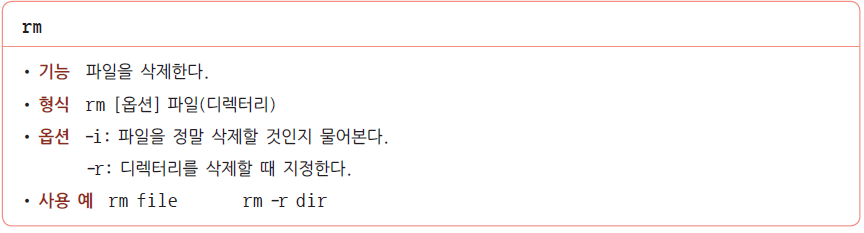 rm
• 기능 파일을 삭제한다.
• 형식 rm [옵션] 파일(디렉터리)
• 옵션 -i: 파일을 정말 삭제할 것인지 물어본다.
-r: 디렉터리를 삭제할 때 지정한다.
• 사용 예 rm file rm -r dir